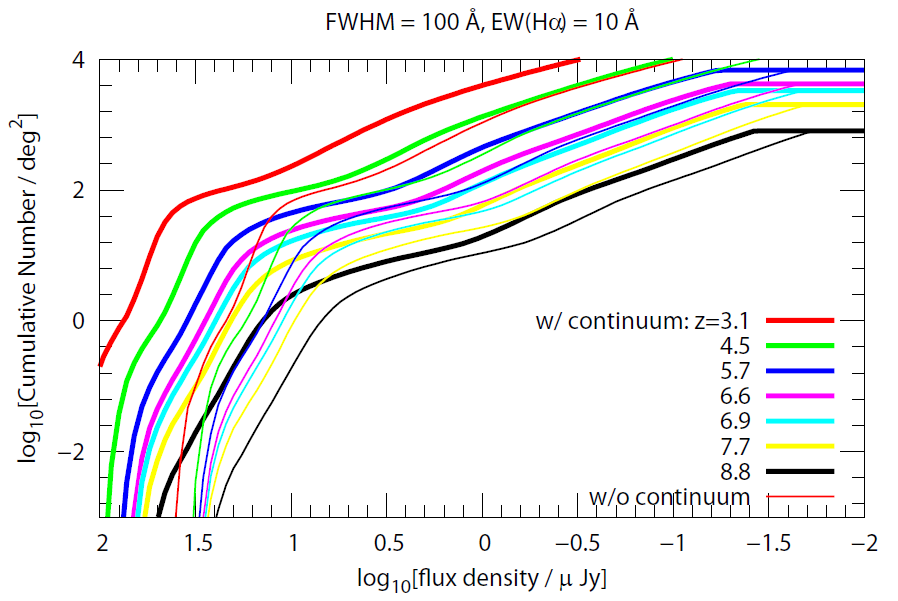 FWHM = 100 Å, EW(Hα) = 10 Å
log10[Cumulative Number / deg2]
4
2
0
−2
w/ continuum: z=3.1
4.5
5.7
6.6
6.9
7.7
8.8
w/o continuum
2 1.5 1 0.5 0 −0.5 −1 −1.5 −2
log10[flux density / μ Jy]